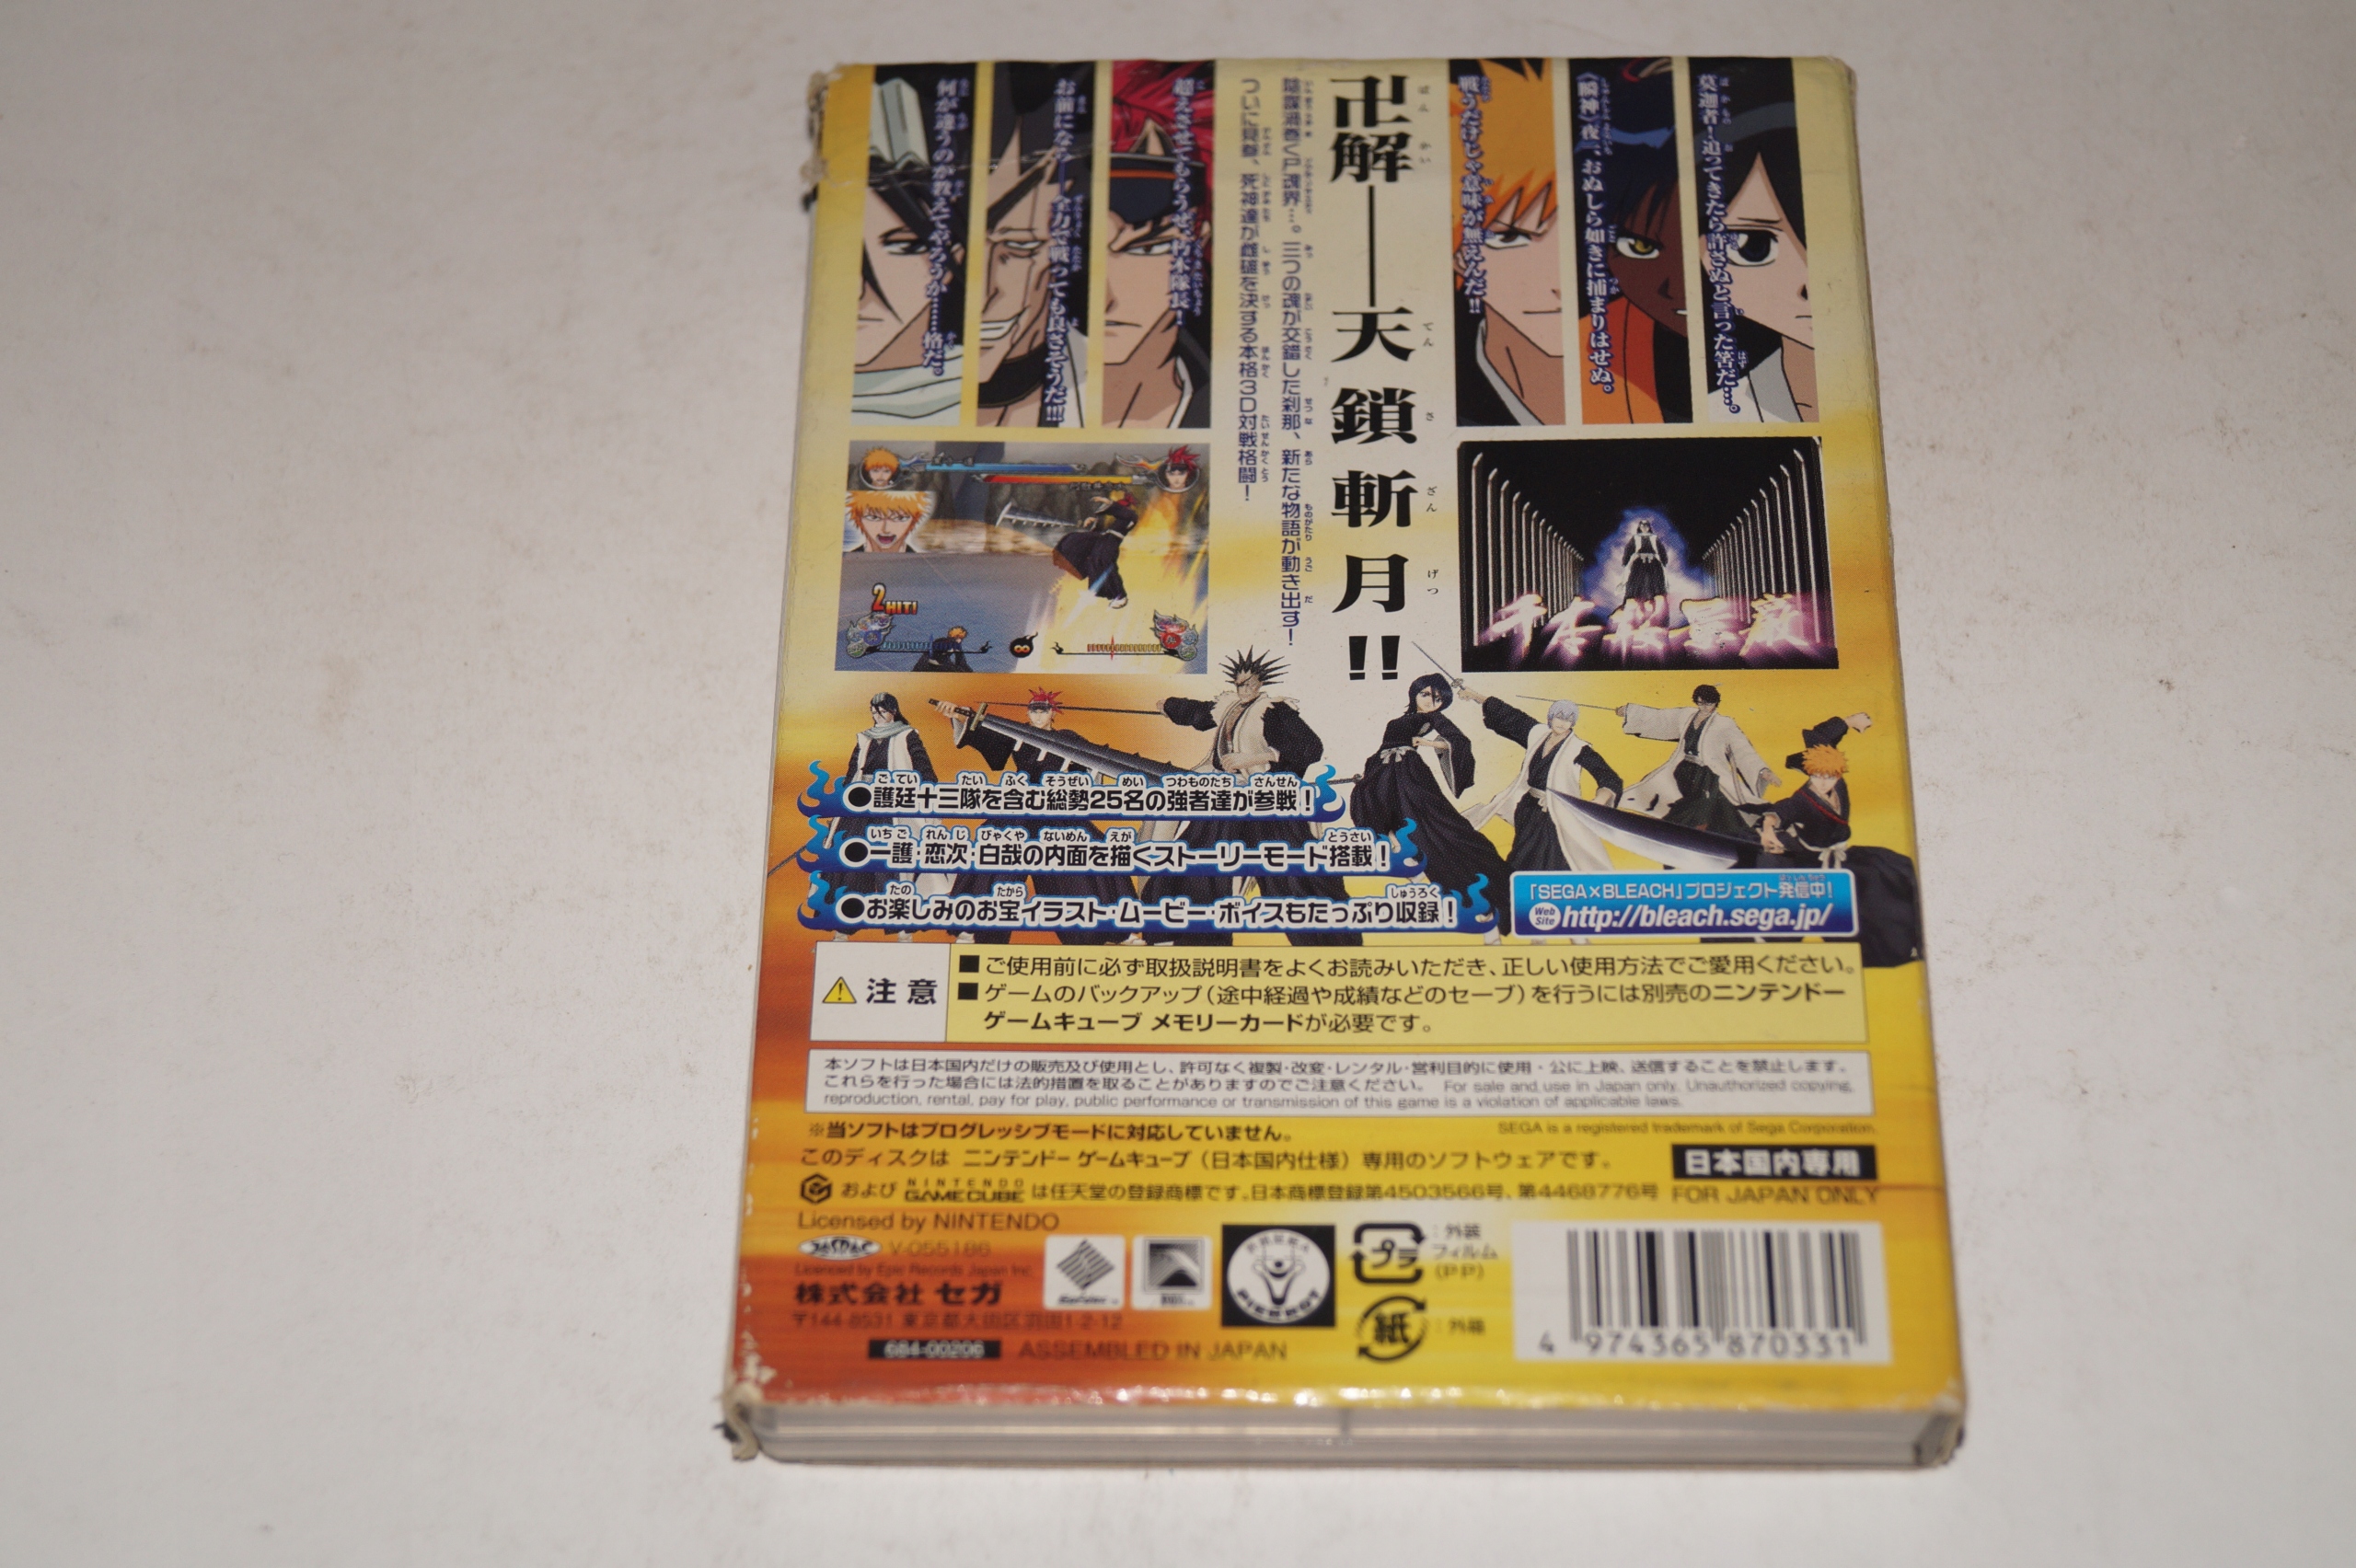 莫迦者！追ってきたら許さぬと言った筈だ…。
《瞬神》夜一、おぬしら如きに捕まりはせぬ。
戦うだけじゃ意味が無えんだ!!
卍解――天鎖斬月!!
陰謀渦巻く尸魂界…。三つの魂が交錯した刹那、新たな物語が動き出す！
ついに見参、死神達が雌雄を決する本格3D対戦格闘！
超えさせてもらうぜ、朽木隊長！
お前になら――全力で戦っても良さそうだ!!!
何が違うのか教えてやろうか……格だ。
2HIT!
千本桜景厳
●護廷十三隊を含む総勢25名の強者達が参戦！
●一護・恋次・白哉の内面を描くストーリーモード搭載！
●お楽しみのお宝イラスト・ムービー・ボイスもたっぷり収録！
「SEGA×BLEACH」プロジェクト発信中！
Web Site http://bleach.sega.jp/
注意
■ご使用前に必ず取扱説明書をよくお読みいただき、正しい使用方法でご愛用ください。
■ゲームのバックアップ（途中経過や成績などのセーブ）を行うには別売のニンテンドー
ゲームキューブ メモリーカードが必要です。
本ソフトは日本国内だけの販売及び使用とし、許可なく複製・改変・レンタル・営利目的に使用・公に上映、送信することを禁止します。
これらを行った場合には法的措置を取ることがありますのでご注意ください。 For sale and use in Japan only. Unauthorized copying,
reproduction, rental, pay for play, public performance or transmission of this game is a violation of applicable laws.
※当ソフトはプログレッシブモードに対応していません。
SEGA is a registered trademark of Sega Corporation.
このディスクは ニンテンドー ゲームキューブ（日本国内仕様）専用のソフトウェアです。
日本国内専用
および NINTENDO GAMECUBE は任天堂の登録商標です。日本商標登録第4503566号、第4468776号
FOR JAPAN ONLY
Licensed by NINTENDO
JASRAC V-055186
Licenced by Epic Records Japan Inc.
株式会社 セガ
〒144-8531 東京都大田区羽田1-2-12
684-00206
ASSEMBLED IN JAPAN
PIERROT
プラ
：外装
フィルム
(PP)
紙
：外箱
4 974365 870331